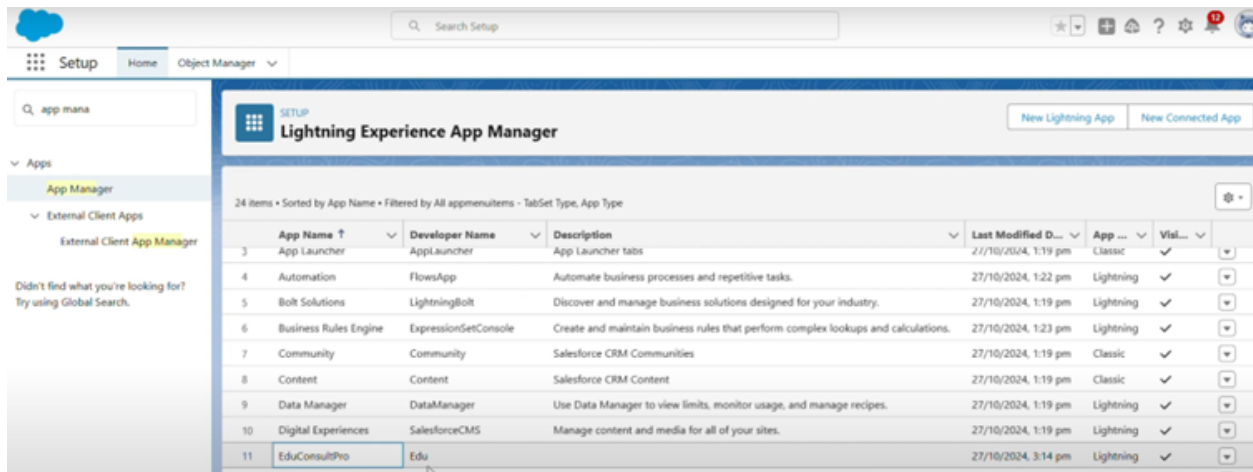 Search Setup
12
Setup Home Object Manager
app mana
Apps
App Manager
External Client Apps
External Client App Manager
Didn't find what you're looking for?
Try using Global Search.
SETUP
Lightning Experience App Manager
New Lightning App New Connected App
24 items • Sorted by App Name • Filtered by All appmenuitems - TabSet Type, App Type
App Name ↑ Developer Name Description Last Modified D... App ... Visi...
3 App Launcher AppLauncher App Launcher tabs 27/10/2024, 1:19 pm Classic
4 Automation FlowsApp Automate business processes and repetitive tasks. 27/10/2024, 1:22 pm Lightning
5 Bolt Solutions LightningBolt Discover and manage business solutions designed for your industry. 27/10/2024, 1:19 pm Lightning
6 Business Rules Engine ExpressionSetConsole Create and maintain business rules that perform complex lookups and calculations. 27/10/2024, 1:23 pm Lightning
7 Community Community Salesforce CRM Communities 27/10/2024, 1:19 pm Classic
8 Content Content Salesforce CRM Content 27/10/2024, 1:19 pm Classic
9 Data Manager DataManager Use Data Manager to view limits, monitor usage, and manage recipes. 27/10/2024, 1:19 pm Lightning
10 Digital Experiences SalesforceCMS Manage content and media for all of your sites. 27/10/2024, 1:19 pm Lightning
11 EduConsultPro Edu 27/10/2024, 3:14 pm Lightning